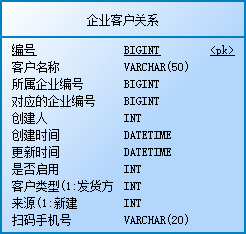 企业客户关系
编号 BIGINT <pk>
客户名称 VARCHAR(50)
所属企业编号 BIGINT
对应的企业编号 BIGINT
创建人 INT
创建时间 DATETIME
更新时间 DATETIME
是否启用 INT
客户类型(1:发货方 INT
来源(1:新建 INT
扫码手机号 VARCHAR(20)